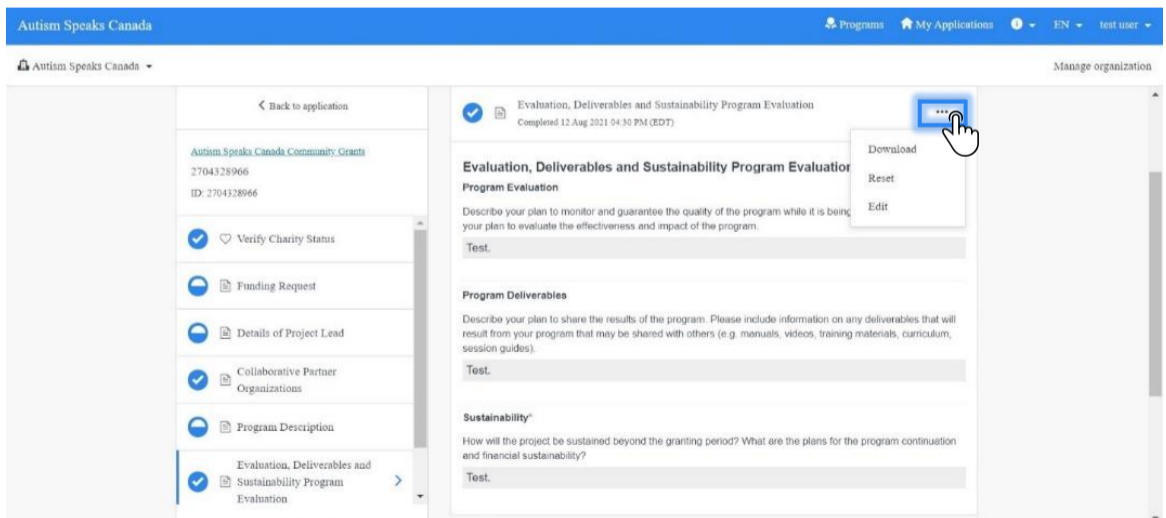 Autism Speaks Canada
Programs My Applications EN test user
Autism Speaks Canada Manage organization
Back to application
Autism Speaks Canada Community Grants
2704328966
ID: 2704328966
Verify Charity Status
Funding Request
Details of Project Lead
Collaborative Partner
Organizations
Program Description
Evaluation, Deliverables and
Sustainability Program
Evaluation
Evaluation, Deliverables and Sustainability Program Evaluation
Completed 12 Aug 2021 04:30 PM (EDT)
...
Download
Reset
Edit
Evaluation, Deliverables and Sustainability Program Evaluation
Program Evaluation
Describe your plan to monitor and guarantee the quality of the program while it is being
your plan to evaluate the effectiveness and impact of the program.
Test.
Program Deliverables
Describe your plan to share the results of the program. Please include information on any deliverables that will
result from your program that may be shared with others (e.g. manuals, videos, training materials, curriculum,
session guides).
Test.
Sustainability*
How will the project be sustained beyond the granting period? What are the plans for the program continuation
and financial sustainability?
Test.